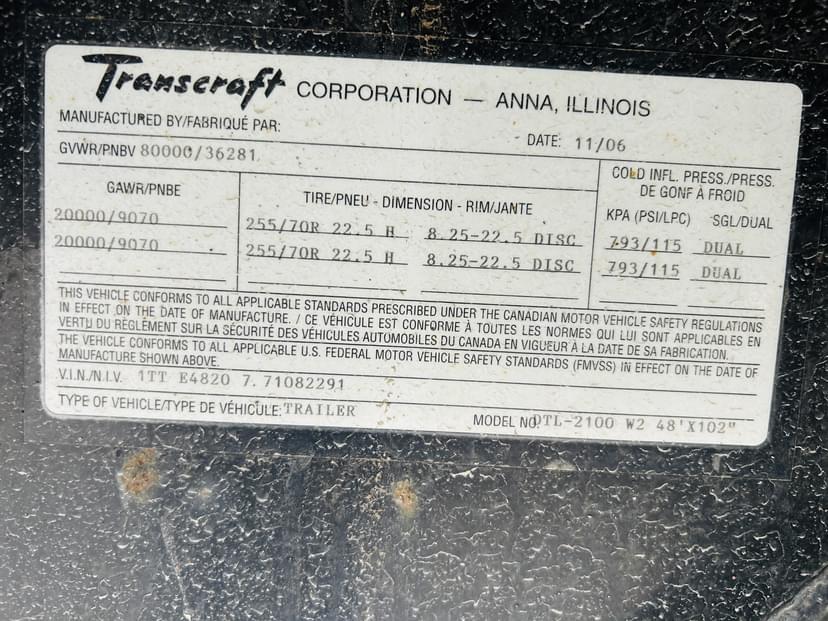 Transcraft CORPORATION — ANNA, ILLINOIS
MANUFACTURED BY/FABRIQUÉ PAR: DATE: 11/06
GVWR/PNBV 80000/36281
GAWR/PNBE TIRE/PNEU - DIMENSION - RIM/JANTE COLD INFL. PRESS./PRESS.
DE GONF À FROID
KPA (PSI/LPC) SGL/DUAL
20000/9070 255/70R 22.5 H 8.25-22.5 DISC 793/115 DUAL
20000/9070 255/70R 22.5 H 8.25-22.5 DISC 793/115 DUAL
THIS VEHICLE CONFORMS TO ALL APPLICABLE STANDARDS PRESCRIBED UNDER THE CANADIAN MOTOR VEHICLE SAFETY REGULATIONS
IN EFFECT ON THE DATE OF MANUFACTURE. / CE VÉHICULE EST CONFORME À TOUTES LES NORMES QUI LUI SONT APPLICABLES EN
VERTU DU RÈGLEMENT SUR LA SÉCURITÉ DES VÉHICULES AUTOMOBILES DU CANADA EN VIGUEUR À LA DATE DE SA FABRICATION.
THE VEHICLE CONFORMS TO ALL APPLICABLE U.S. FEDERAL MOTOR VEHICLE SAFETY STANDARDS (FMVSS) IN EFFECT ON THE DATE OF
MANUFACTURE SHOWN ABOVE.
V.I.N./N.I.V. 1TT E4820 7.71082291
TYPE OF VEHICLE/TYPE DE VÉHICULE: TRAILER MODEL NO. DTL-2100 W2 48'X102"